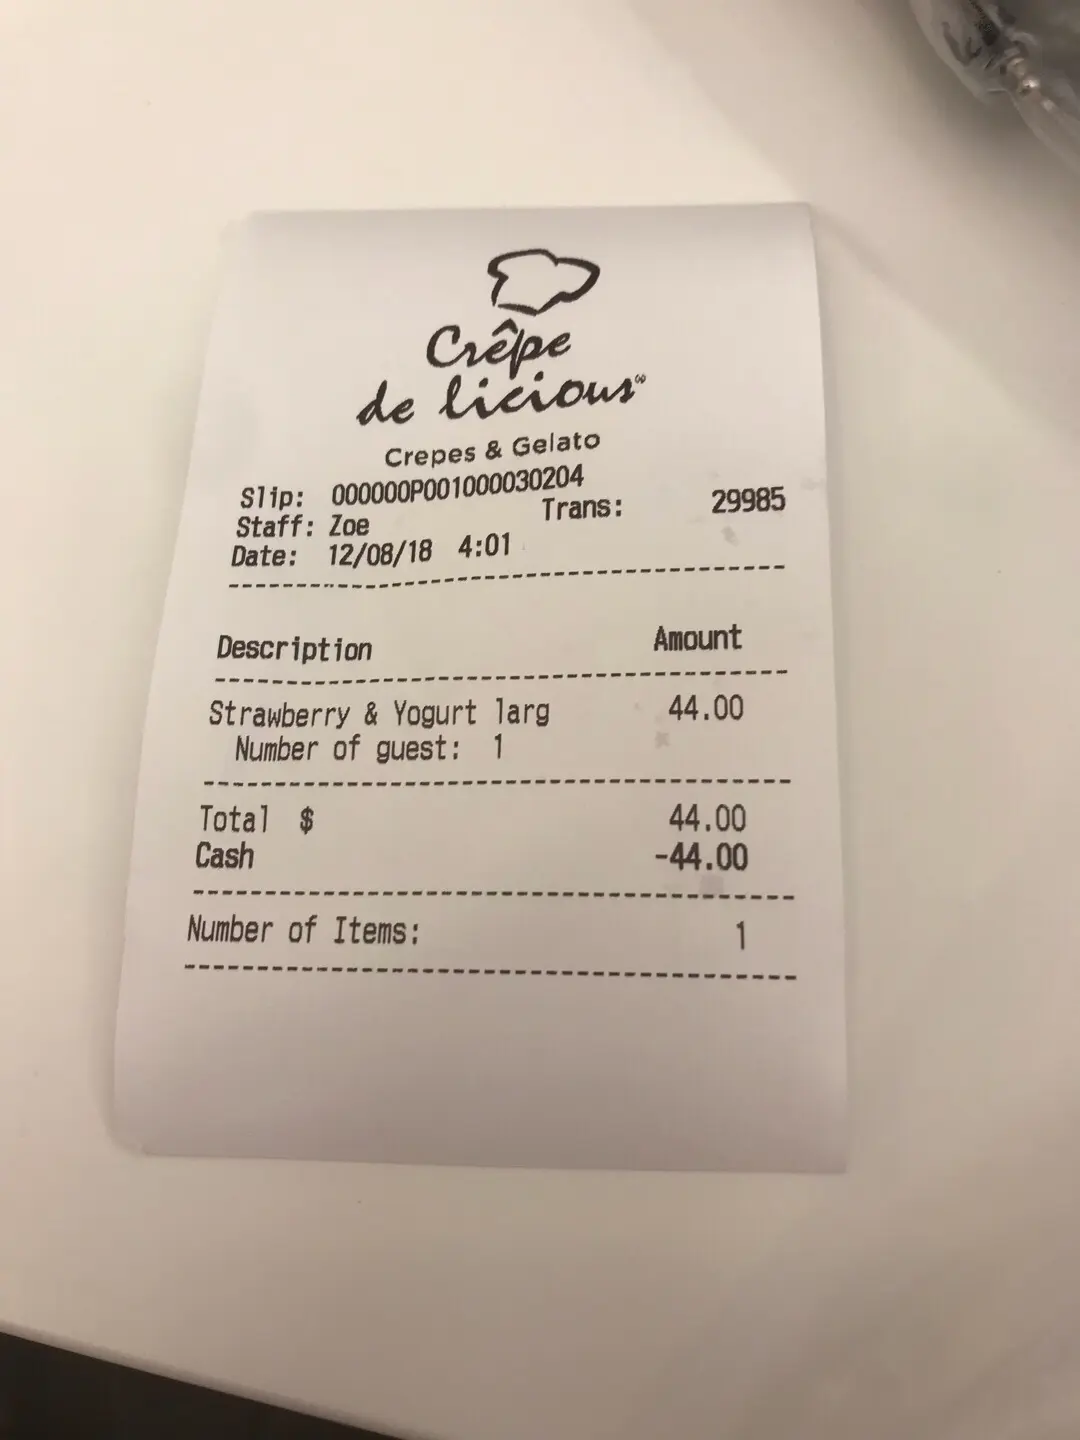 Crêpe
de licious
Crepes & Gelato
Slip: 000000P001000030204
Staff: Zoe Trans: 29985
Date: 12/08/18 4:01
Description Amount
Strawberry & Yogurt larg 44.00
Number of guest: 1
Total $ 44.00
Cash -44.00
Number of Items: 1